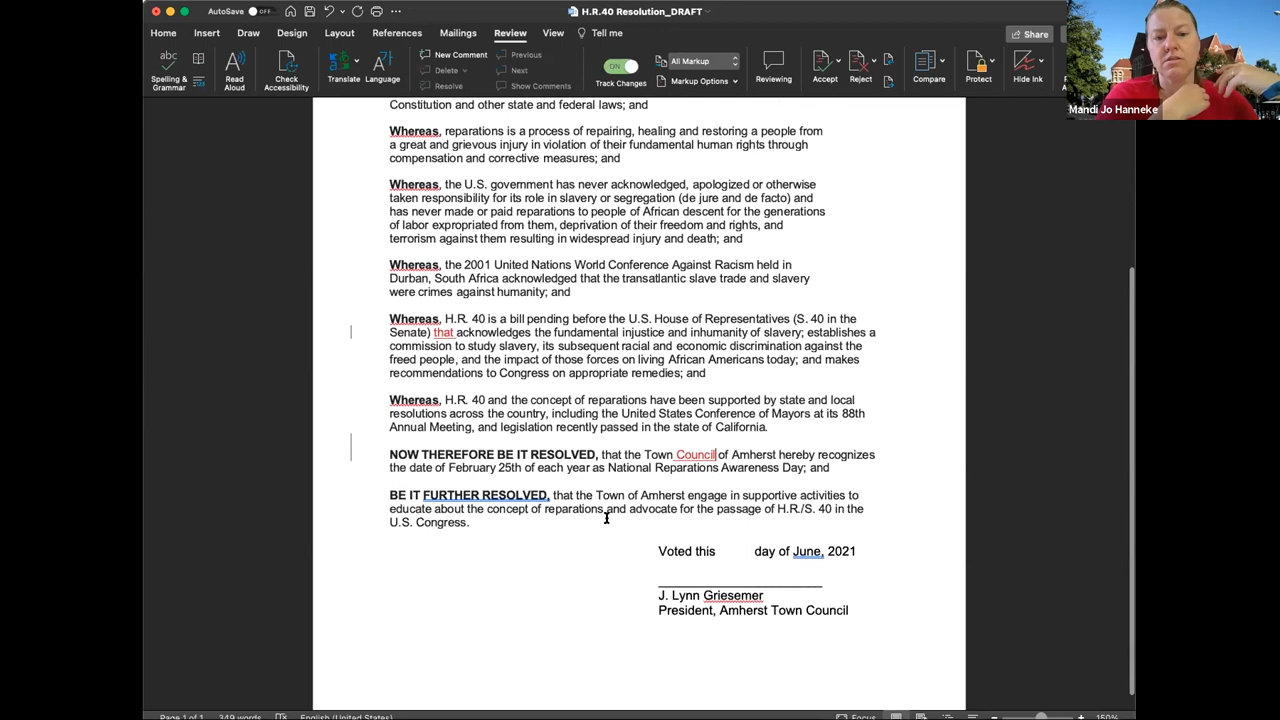 AutoSave OFF
H.R.40 Resolution_DRAFT
Home Insert Draw Design Layout References Mailings Review View Tell me
Share
Spelling & Grammar
Read Aloud
Check Accessibility
Translate
Language
New Comment
Delete
Resolve
Previous
Next
Show Comments
ON
Track Changes
All Markup
Markup Options
Reviewing
Accept
Reject
Compare
Protect
Hide Ink
Mandi Jo Hanneke
Constitution and other state and federal laws; and
Whereas, reparations is a process of repairing, healing and restoring a people from
a great and grievous injury in violation of their fundamental human rights through
compensation and corrective measures; and
Whereas, the U.S. government has never acknowledged, apologized or otherwise
taken responsibility for its role in slavery or segregation (de jure and de facto) and
has never made or paid reparations to people of African descent for the generations
of labor expropriated from them, deprivation of their freedom and rights, and
terrorism against them resulting in widespread injury and death; and
Whereas, the 2001 United Nations World Conference Against Racism held in
Durban, South Africa acknowledged that the transatlantic slave trade and slavery
were crimes against humanity; and
Whereas, H.R. 40 is a bill pending before the U.S. House of Representatives (S. 40 in the
Senate) that acknowledges the fundamental injustice and inhumanity of slavery; establishes a
commission to study slavery, its subsequent racial and economic discrimination against the
freed people, and the impact of those forces on living African Americans today; and makes
recommendations to Congress on appropriate remedies; and
Whereas, H.R. 40 and the concept of reparations have been supported by state and local
resolutions across the country, including the United States Conference of Mayors at its 88th
Annual Meeting, and legislation recently passed in the state of California.
NOW THEREFORE BE IT RESOLVED, that the Town Council of Amherst hereby recognizes
the date of February 25th of each year as National Reparations Awareness Day; and
BE IT FURTHER RESOLVED, that the Town of Amherst engage in supportive activities to
educate about the concept of reparations and advocate for the passage of H.R./S. 40 in the
U.S. Congress.
Voted this day of June, 2021
J. Lynn Griesemer
President, Amherst Town Council
Page 1 of 1 349 words English (United States) Focus 150%